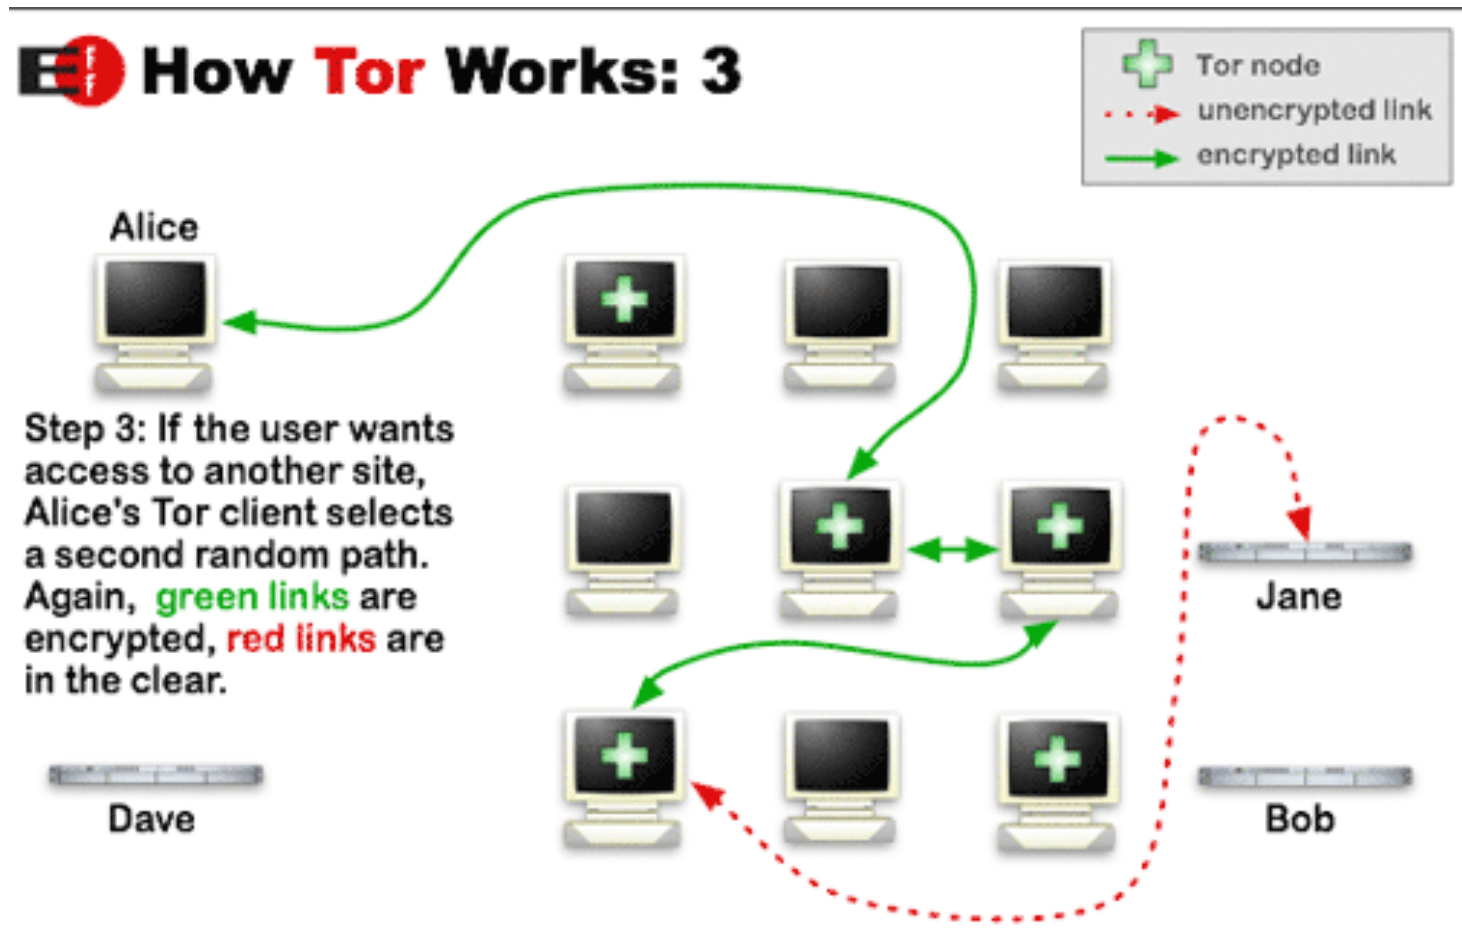 EFF How Tor Works: 3
Tor node
unencrypted link
encrypted link
Alice
Step 3: If the user wants
access to another site,
Alice's Tor client selects
a second random path.
Again, green links are
encrypted, red links are
in the clear.
Jane
Dave
Bob